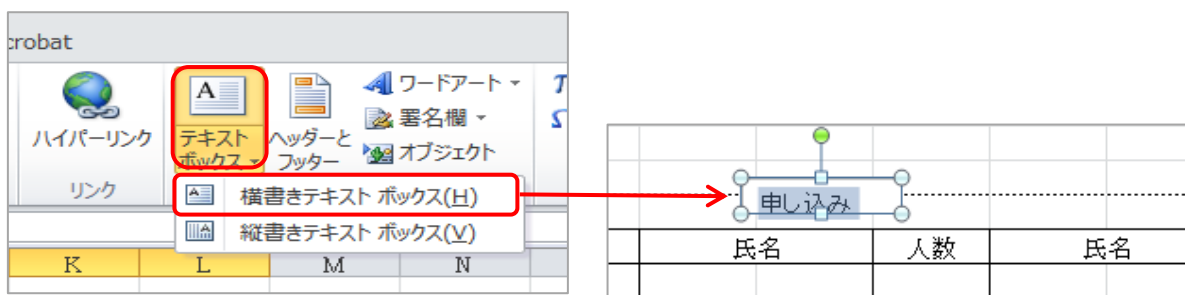 crobat
ハイパーリンク
テキスト
ボックス
ヘッダーと
フッター
ワードアート
署名欄
オブジェクト
リンク
横書きテキスト ボックス(H)
縦書きテキスト ボックス(V)
K L M N
申し込み
氏名 人数 氏名